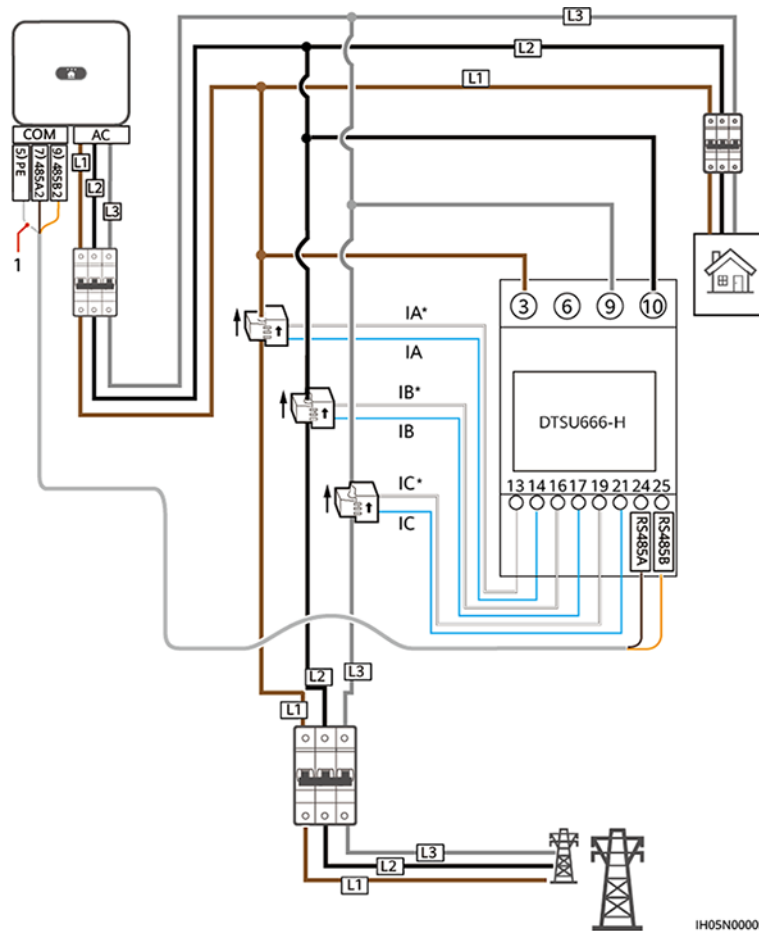 L3
L2
L1
COM
AC
5) PE
7) 485A2
9) 485B2
L1
L2
L3
1
3
6
9
10
IA*
IA
IB*
IB
IC*
IC
DTSU666-H
13 14 16 17 19 21 24 25
RS485A
RS485B
L3
L2
L1
L3
L2
L1
IH05N0000